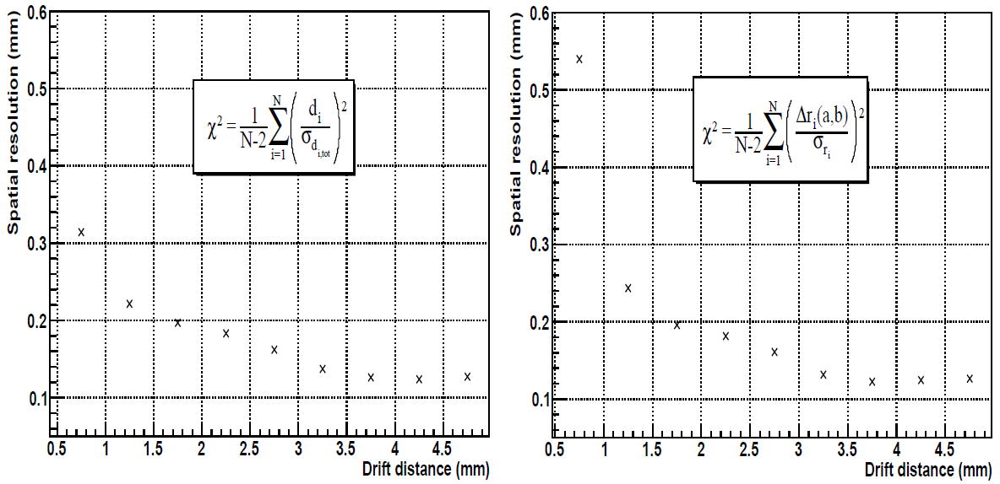 Spatial resolution (mm)
0.6
0.5
0.4
0.3
0.2
0.1
χ² = 1/(N-2) Σ_{i=1}^{N} (d_i/σ_{d_{i,tot}})²
0.5 1 1.5 2 2.5 3 3.5 4 4.5
Drift distance (mm)
Spatial resolution (mm)
0.6
0.5
0.4
0.3
0.2
0.1
χ² = 1/(N-2) Σ_{i=1}^{N} (Δr_i(a,b)/σ_{r_i})²
0.5 1 1.5 2 2.5 3 3.5 4 4.5
Drift distance (mm)